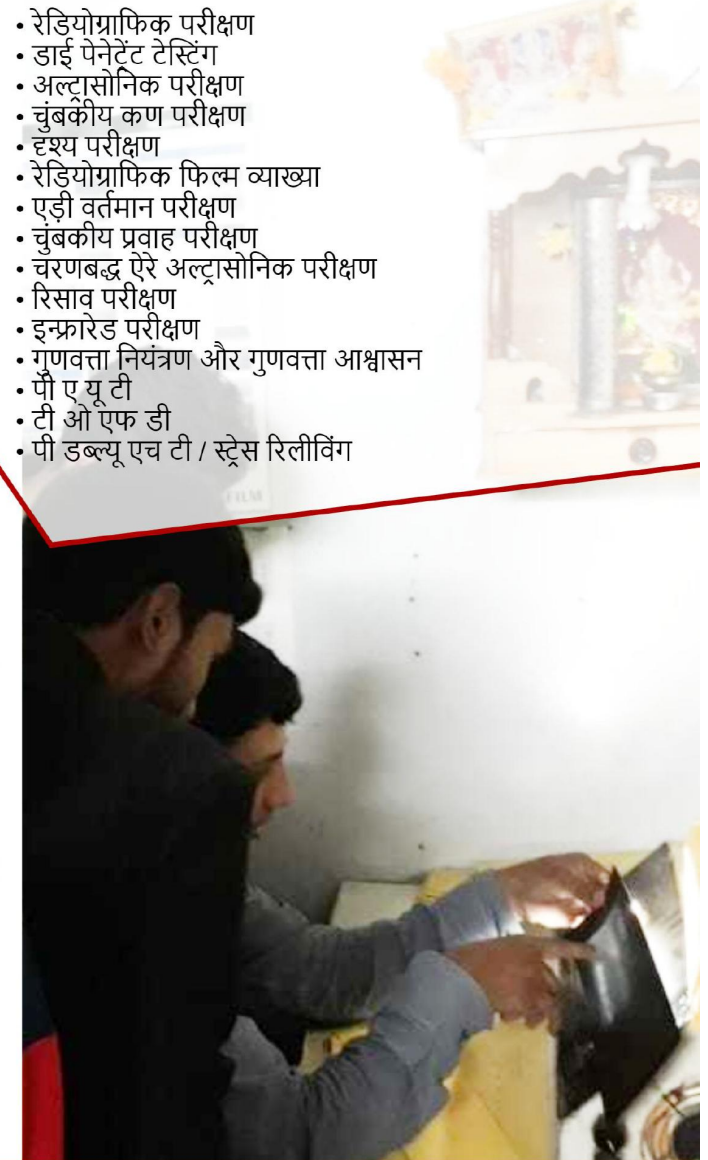 • रेडियोग्राफिक परीक्षण
• डाई पेनेट्रेंट टेस्टिंग
• अल्ट्रासोनिक परीक्षण
• चुंबकीय कण परीक्षण
• दृश्य परीक्षण
• रेडियोग्राफिक फिल्म व्याख्या
• एड़ी वर्तमान परीक्षण
• चुंबकीय प्रवाह परीक्षण
• चरणबद्ध ऐरे अल्ट्रासोनिक परीक्षण
• रिसाव परीक्षण
• इन्फ्रारेड परीक्षण
• गुणवत्ता नियंत्रण और गुणवत्ता आश्वासन
• पी ए यू टी
• टी ओ एफ डी
• पी डब्ल्यू एच टी / स्ट्रेस रिलीविंग
FILM